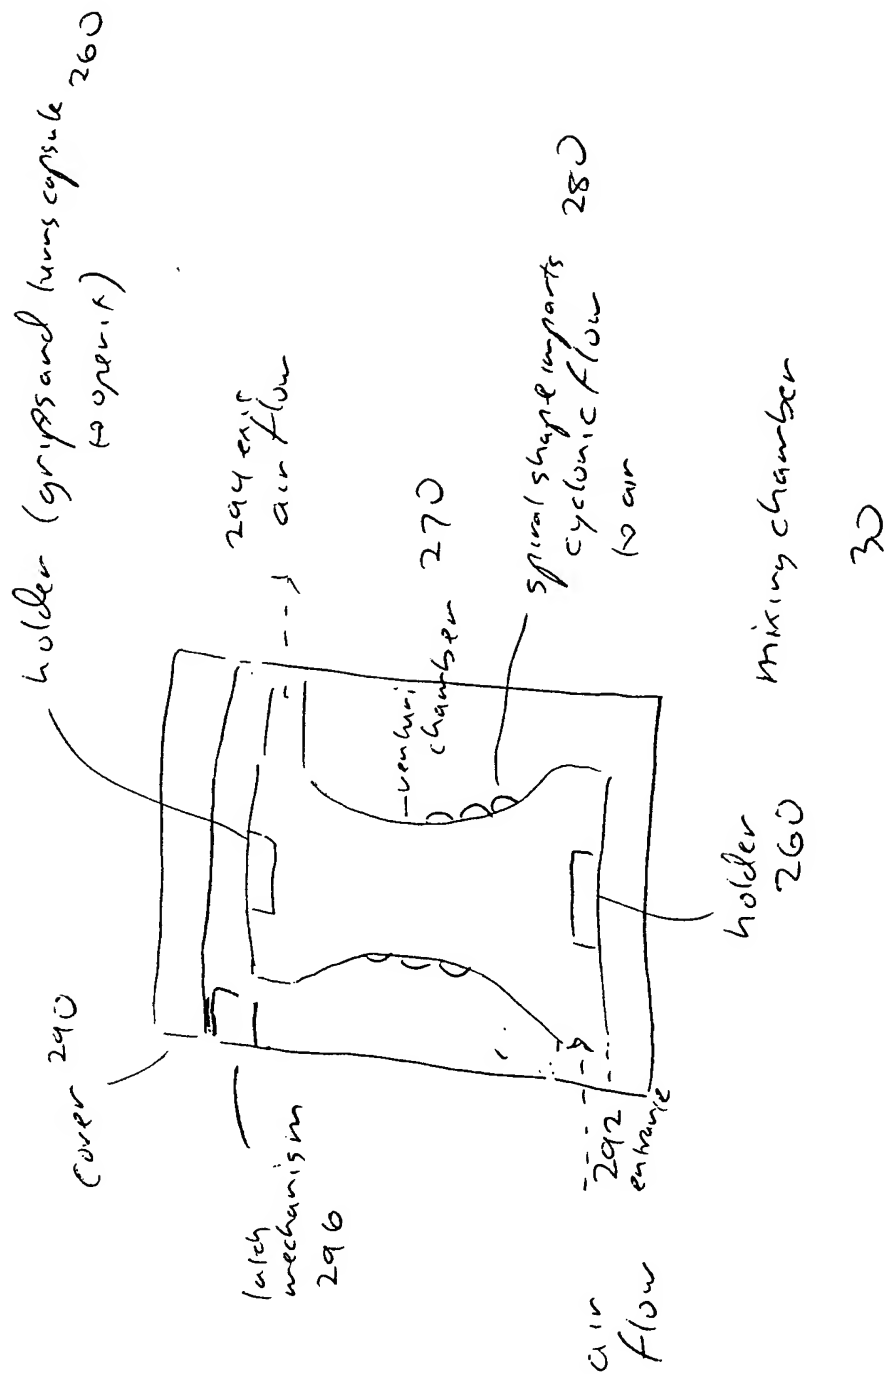 holder (grips and turns capsule 260
to open it)
cover 290
294 exit
air flow
latch
mechanism
296
venturi
chamber 270
spiral shape imparts 280
cyclonic flow
to air
292
entrance
air
flow
holder
260
mixing chamber
30